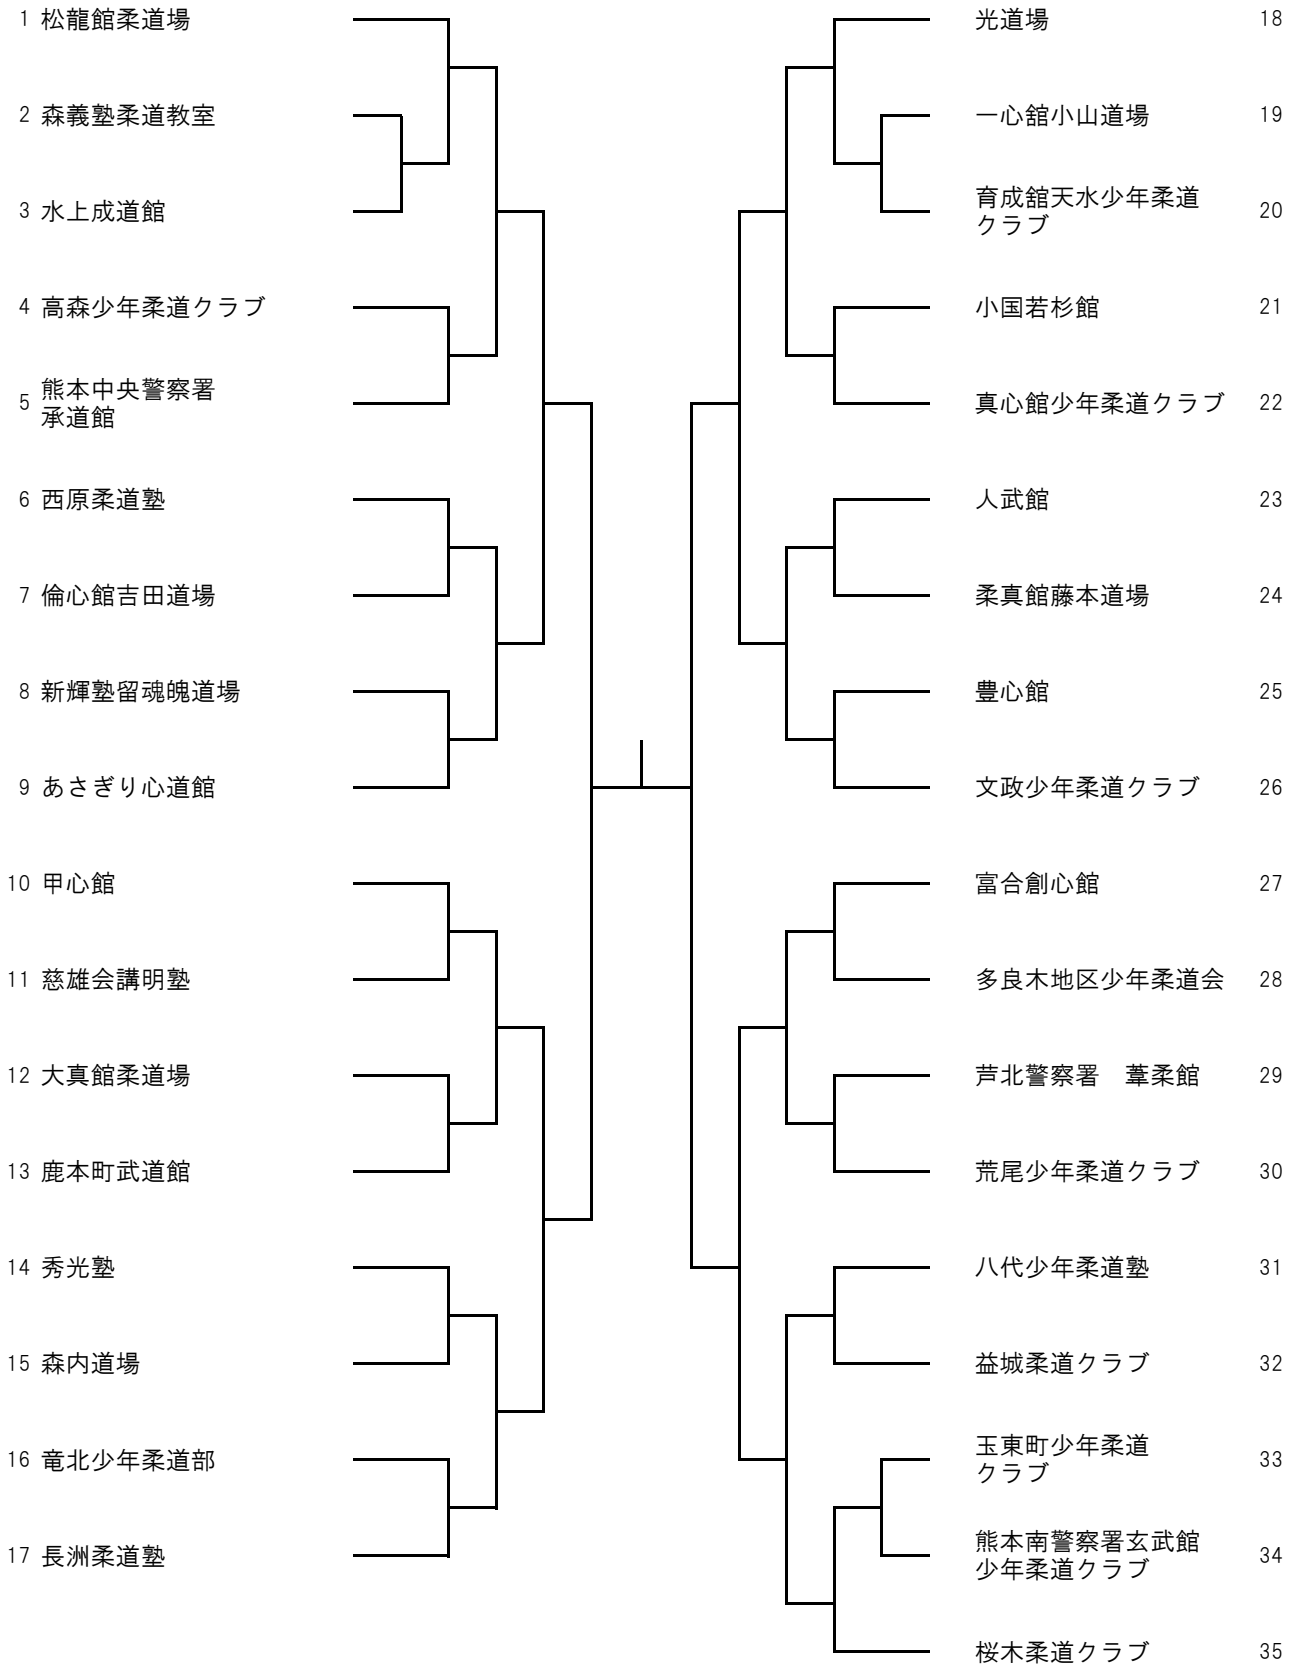 1 松龍館柔道場
2 森義塾柔道教室
3 水上成道館
4 高森少年柔道クラブ
5 熊本中央警察署
承道館
6 西原柔道塾
7 倫心館吉田道場
8 新輝塾留魂魄道場
9 あさぎり心道館
10 甲心館
11 慈雄会講明塾
12 大真館柔道場
13 鹿本町武道館
14 秀光塾
15 森内道場
16 竜北少年柔道部
17 長洲柔道塾
光道場 18
一心舘小山道場 19
育成舘天水少年柔道
クラブ 20
小国若杉館 21
真心館少年柔道クラブ 22
人武館 23
柔真館藤本道場 24
豊心館 25
文政少年柔道クラブ 26
富合創心館 27
多良木地区少年柔道会 28
芦北警察署　葦柔館 29
荒尾少年柔道クラブ 30
八代少年柔道塾 31
益城柔道クラブ 32
玉東町少年柔道
クラブ 33
熊本南警察署玄武館
少年柔道クラブ 34
桜木柔道クラブ 35